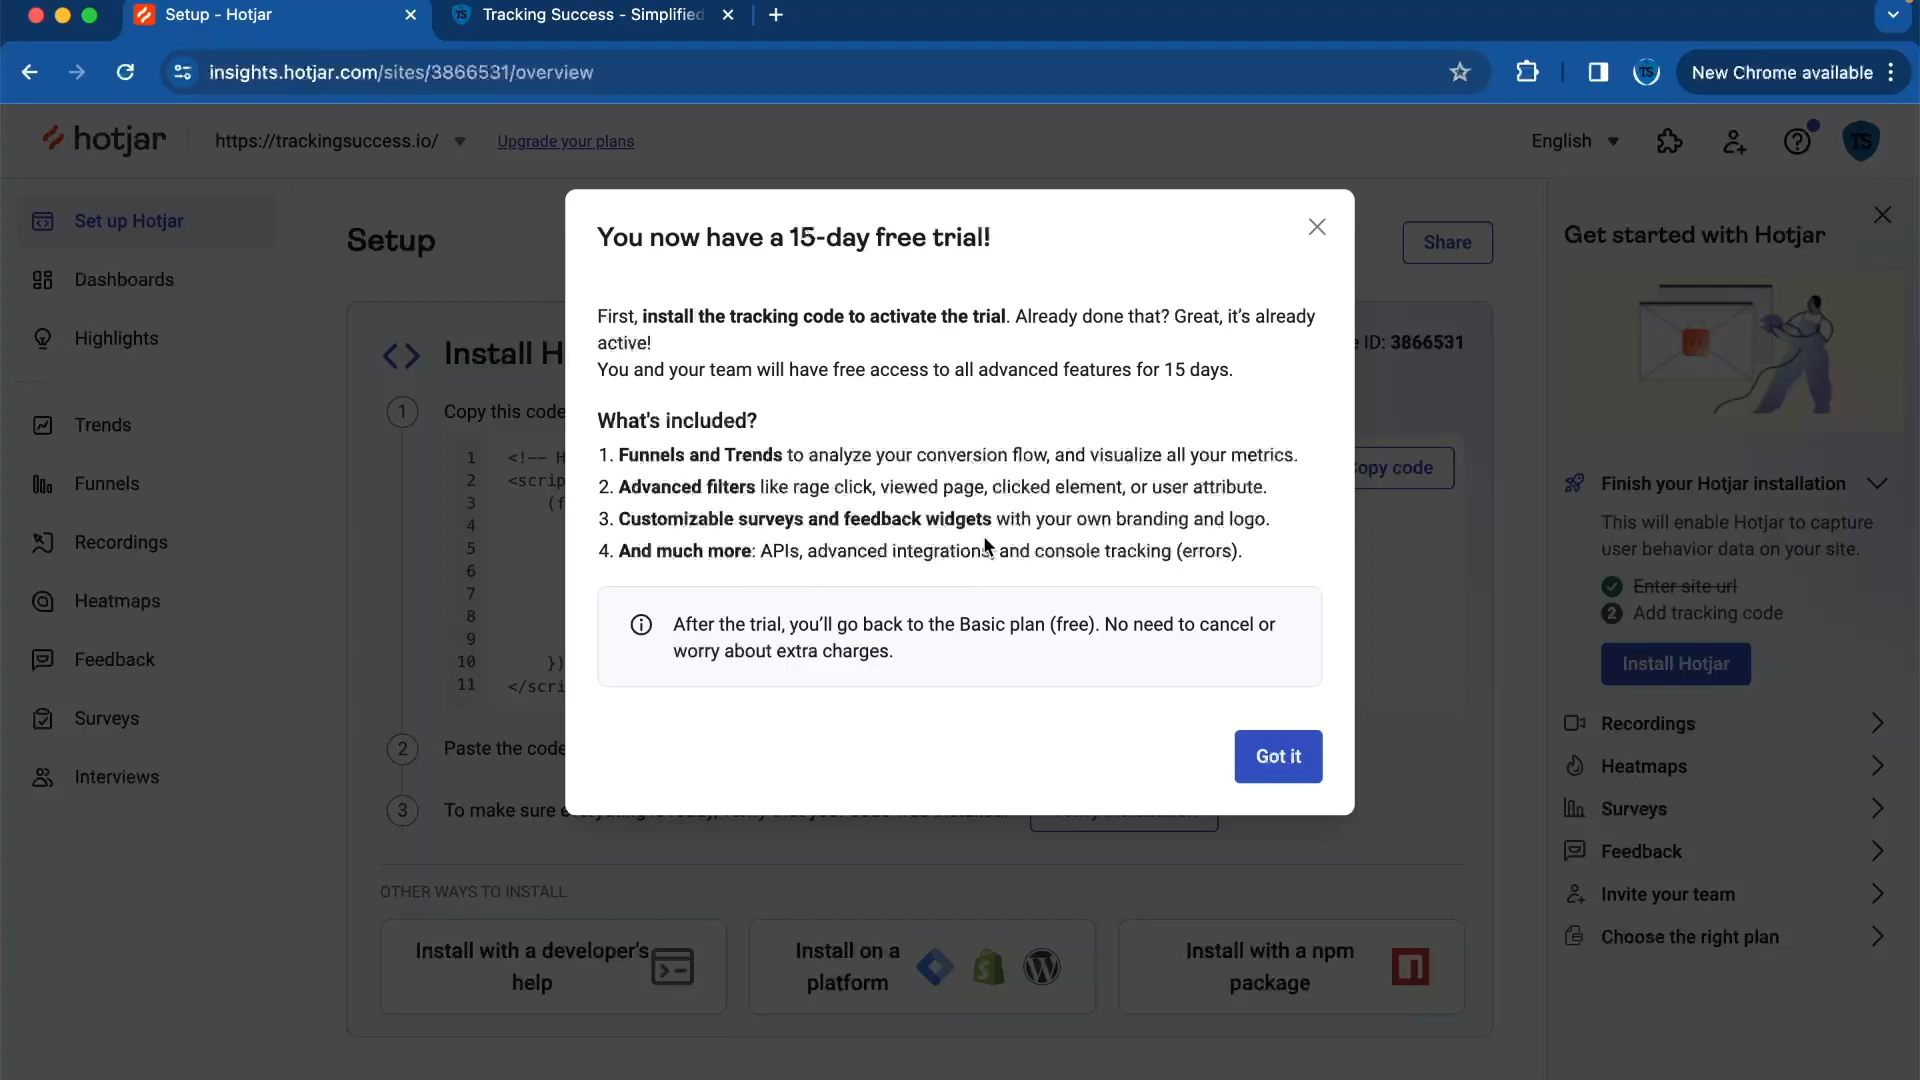 Setup - Hotjar
Tracking Success - Simplified
insights.hotjar.com/sites/3866531/overview
New Chrome available
hotjar
https://trackingsuccess.io/
Upgrade your plans
English
TS
Set up Hotjar
Dashboards
Highlights
Trends
Funnels
Recordings
Heatmaps
Feedback
Surveys
Interviews
Setup
Share
Install H
ID: 3866531
1 Copy this code
opy code
1 <!-- H
2 <scrip
3 (f
4
5
6
7
8
9
10 })
11 </scri
2 Paste the code
3 To make sure
OTHER WAYS TO INSTALL
Install with a developer's
help
Install on a
platform
Install with a npm
package
You now have a 15-day free trial!
First, install the tracking code to activate the trial. Already done that? Great, it's already
active!
You and your team will have free access to all advanced features for 15 days.
What's included?
1. Funnels and Trends to analyze your conversion flow, and visualize all your metrics.
2. Advanced filters like rage click, viewed page, clicked element, or user attribute.
3. Customizable surveys and feedback widgets with your own branding and logo.
4. And much more: APIs, advanced integrations and console tracking (errors).
After the trial, you'll go back to the Basic plan (free). No need to cancel or
worry about extra charges.
Got it
Get started with Hotjar
Finish your Hotjar installation
This will enable Hotjar to capture
user behavior data on your site.
Enter site url
2 Add tracking code
Install Hotjar
Recordings
Heatmaps
Surveys
Feedback
Invite your team
Choose the right plan